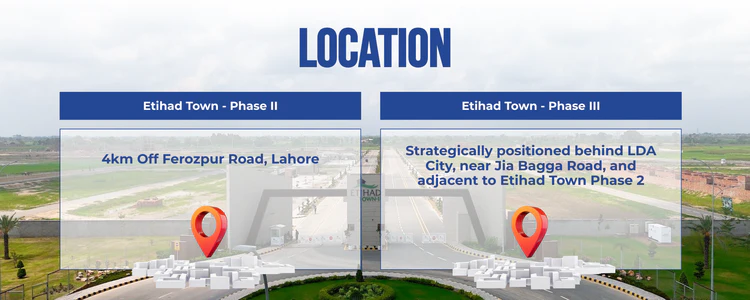 LOCATION
Etihad Town - Phase II
4km Off Ferozpur Road, Lahore
Etihad Town - Phase III
Strategically positioned behind LDA
City, near Jia Bagga Road, and
adjacent to Etihad Town Phase 2
ETIHAD